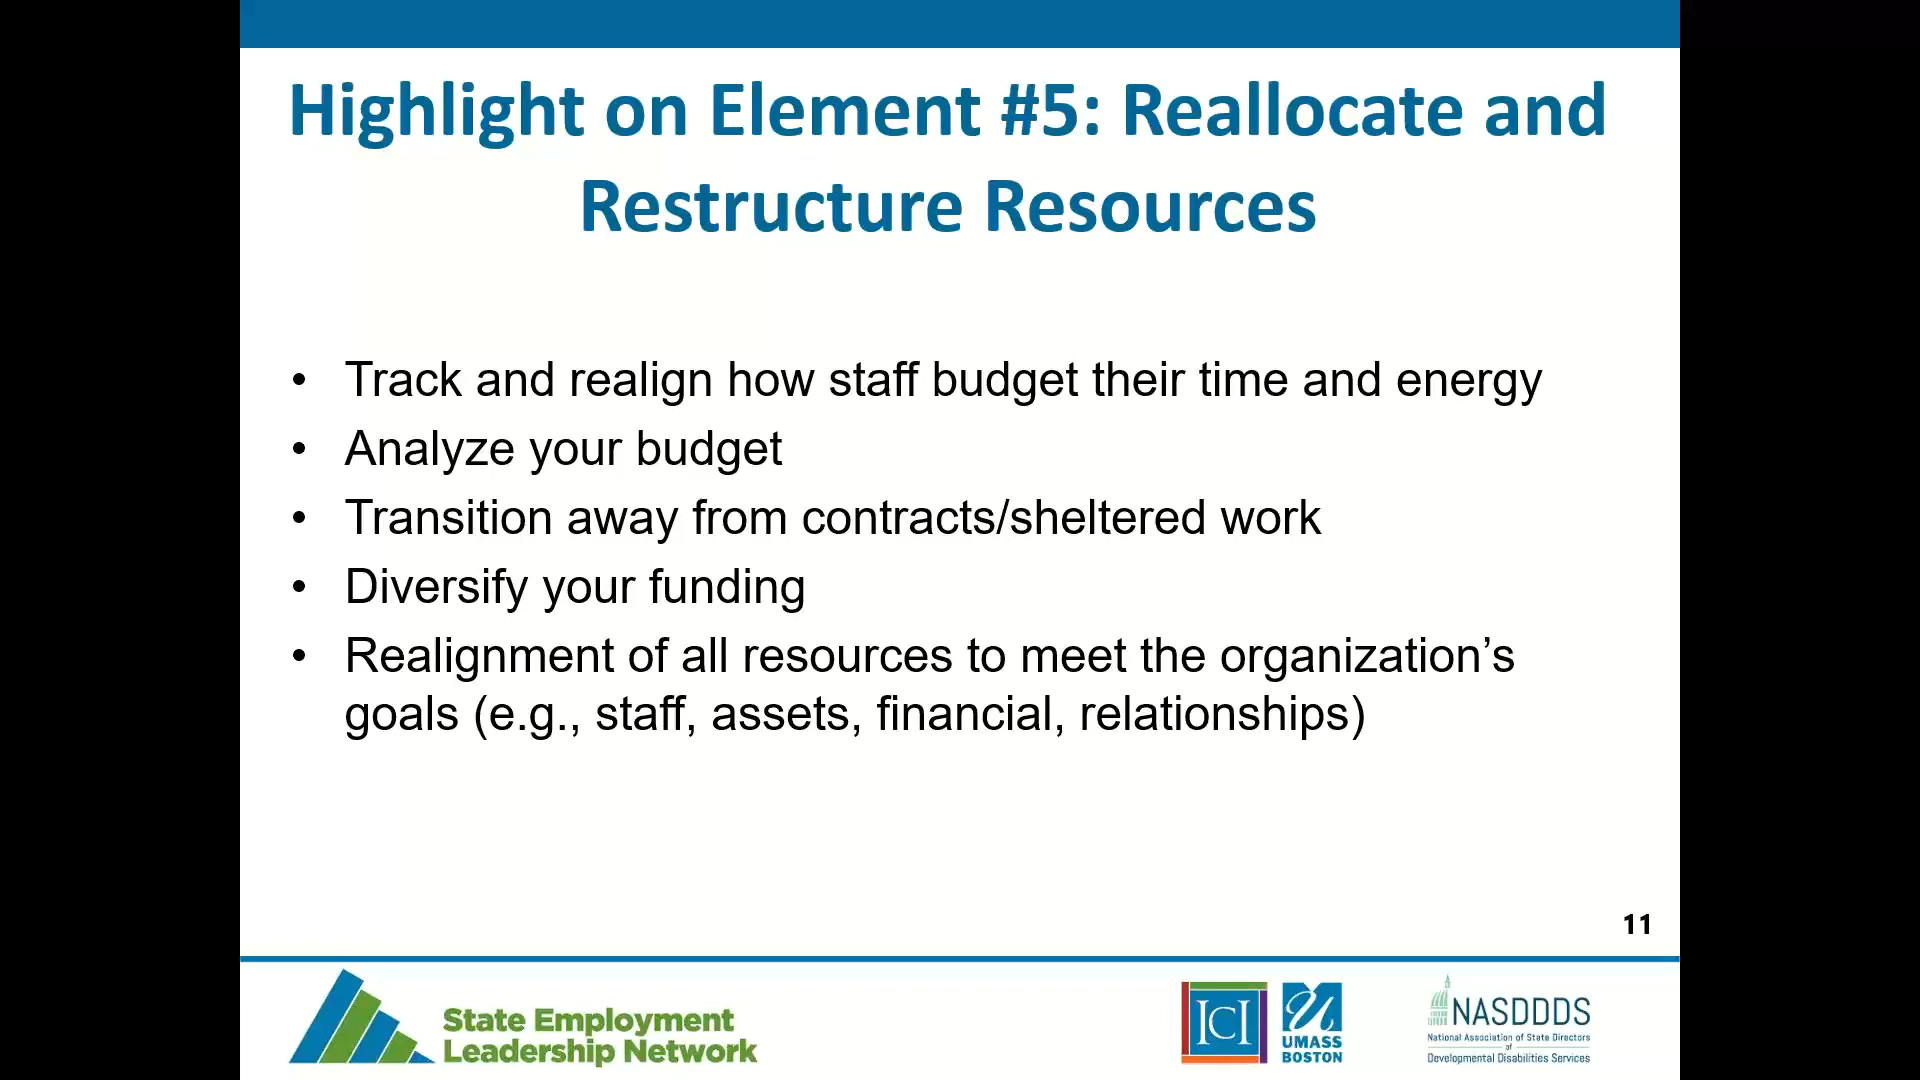 Highlight on Element #5: Reallocate and
Restructure Resources
• Track and realign how staff budget their time and energy
• Analyze your budget
• Transition away from contracts/sheltered work
• Diversify your funding
• Realignment of all resources to meet the organization’s
goals (e.g., staff, assets, financial, relationships)
11
State Employment
Leadership Network
ICI
UMASS
BOSTON
NASDDDS
National Association of State Directors
of
Developmental Disabilities Services